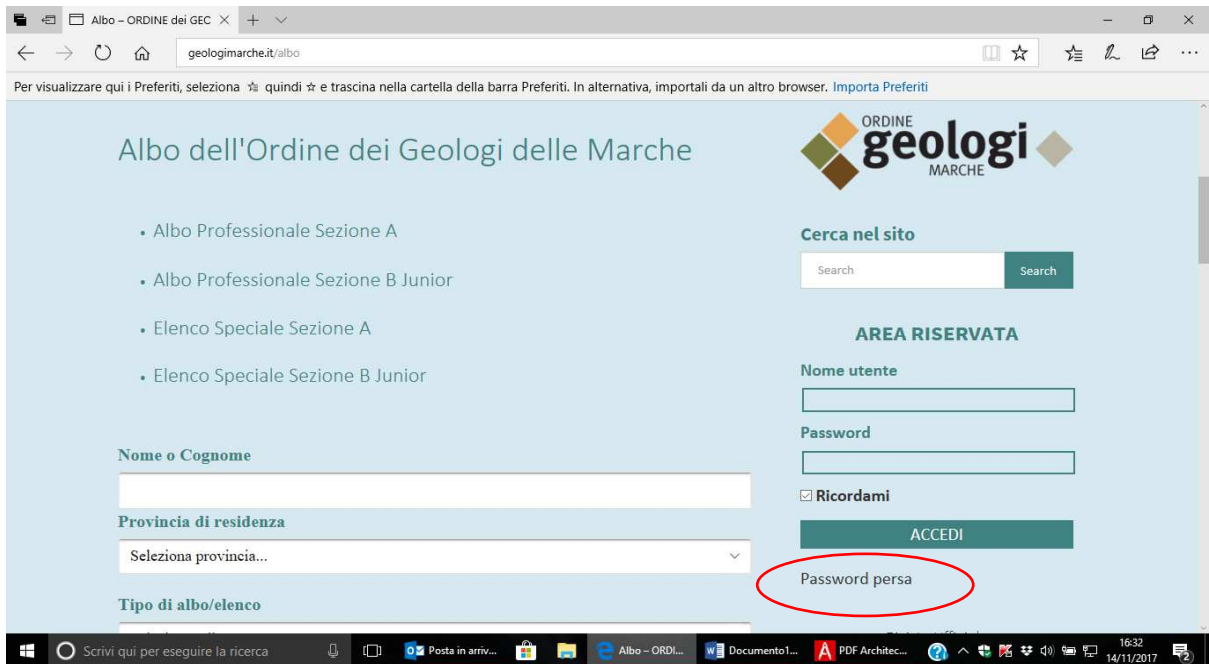 Albo – ORDINE dei GEC
geologimarche.it/albo
Per visualizzare qui i Preferiti, seleziona quindi e trascina nella cartella della barra Preferiti. In alternativa, importali da un altro browser. Importa Preferiti
Albo dell'Ordine dei Geologi delle Marche
• Albo Professionale Sezione A
• Albo Professionale Sezione B Junior
• Elenco Speciale Sezione A
• Elenco Speciale Sezione B Junior
Nome o Cognome
Provincia di residenza
Seleziona provincia...
Tipo di albo/elenco
ORDINE
geologi
MARCHE
Cerca nel sito
Search Search
AREA RISERVATA
Nome utente
Password
Ricordami
ACCEDI
Password persa
Scrivi qui per eseguire la ricerca
Posta in arriv...
Albo – ORDI...
Documento1...
PDF Architec...
16:32
14/11/2017